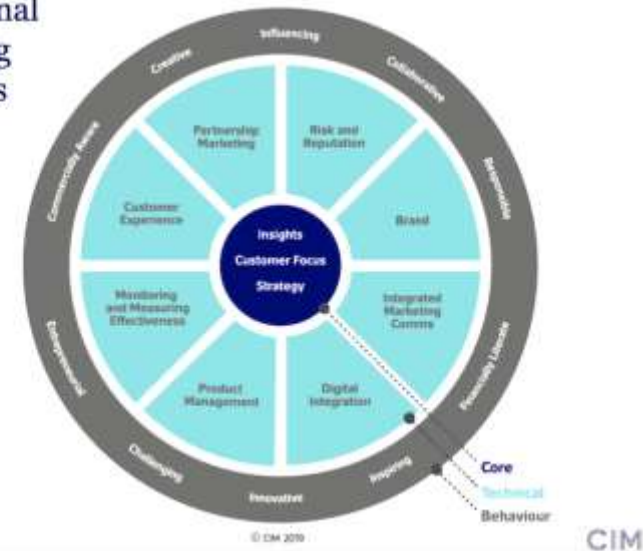 nal
g
s
Influencing
Collaborative
Responsible
Financially Literate
Inspiring
Innovative
Challenging
Entrepreneurial
Commercially Aware
Creative
Partnership
Marketing
Risk and
Reputation
Brand
Integrated
Marketing
Comms
Digital
Integration
Product
Management
Monitoring
and Measuring
Effectiveness
Customer
Experience
Insights
Customer Focus
Strategy
Core
Technical
Behaviour
© CIM 2019
CIM